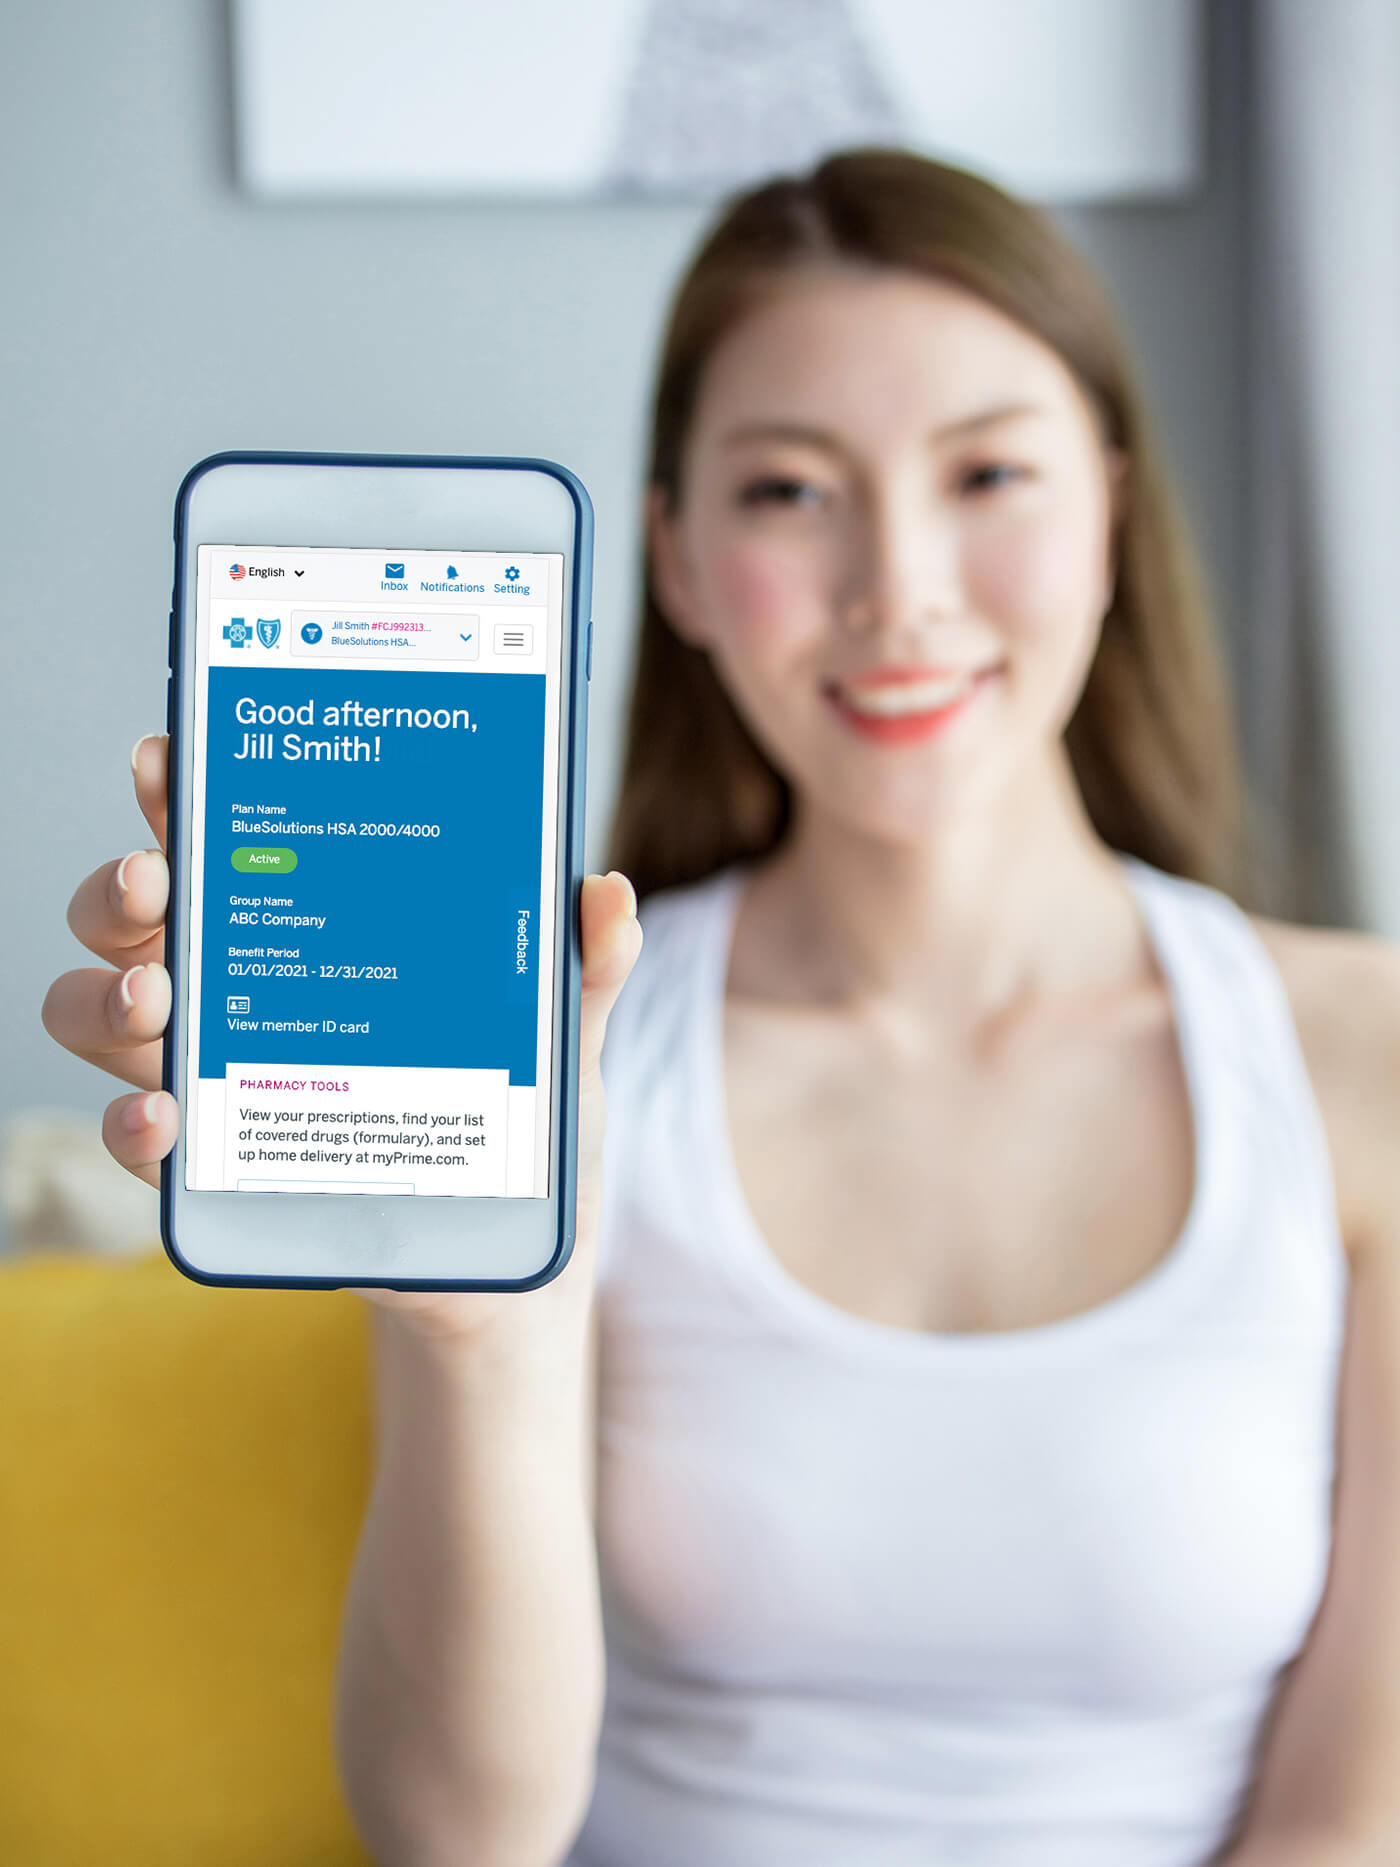 English
Inbox Notifications Setting
Jill Smith #FCJ992313...
BlueSolutions HSA...
Good afternoon,
Jill Smith!
Plan Name
BlueSolutions HSA 2000/4000
Active
Group Name
ABC Company
Feedback
Benefit Period
01/01/2021 - 12/31/2021
View member ID card
PHARMACY TOOLS
View your prescriptions, find your list
of covered drugs (formulary), and set
up home delivery at myPrime.com.